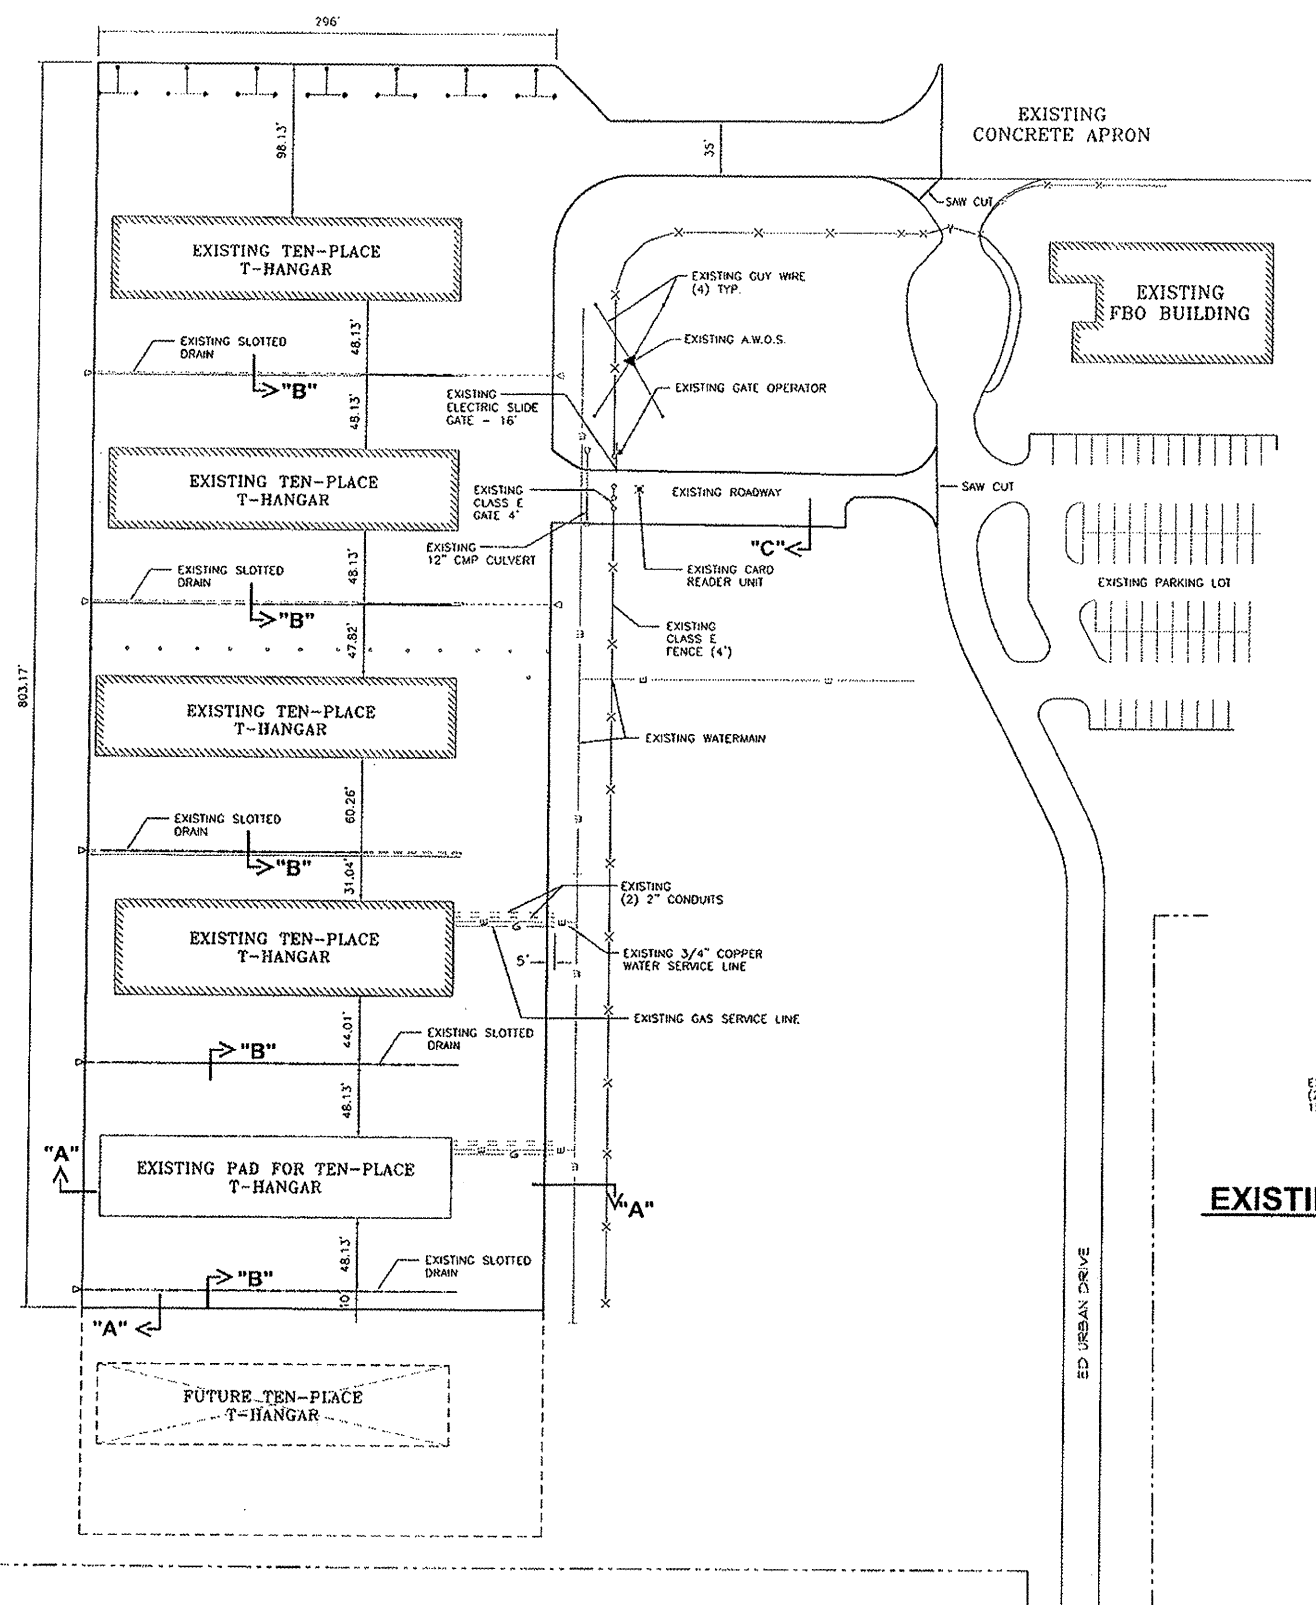 296'
EXISTING
CONCRETE APRON
98.13'
35'
SAW CUT
EXISTING TEN-PLACE
T-HANGAR
EXISTING GUY WIRE
(4) TYP.
EXISTING
FBO BUILDING
EXISTING A.W.O.S.
48.13'
EXISTING SLOTTED
DRAIN
"B"
EXISTING GATE OPERATOR
EXISTING
ELECTRIC SLIDE
GATE - 16'
48.13'
EXISTING TEN-PLACE
T-HANGAR
EXISTING
CLASS E
GATE 4'
EXISTING ROADWAY
SAW CUT
EXISTING
12" CMP CULVERT
"C"
48.13'
EXISTING SLOTTED
DRAIN
"B"
EXISTING CARD
READER UNIT
EXISTING PARKING LOT
EXISTING
CLASS E
FENCE (4')
47.82'
803.17'
EXISTING TEN-PLACE
T-HANGAR
EXISTING WATERMAIN
60.26'
EXISTING SLOTTED
DRAIN
"B"
31.04'
EXISTING
(2) 2" CONDUITS
EXISTING TEN-PLACE
T-HANGAR
E G E
5'
EXISTING 3/4" COPPER
WATER SERVICE LINE
EXISTING GAS SERVICE LINE
44.01'
EXISTING SLOTTED
DRAIN
"B"
48.13'
"A"
EXISTING PAD FOR TEN-PLACE
T-HANGAR
E G E
"A"
EXISTI
48.13'
EXISTING SLOTTED
DRAIN
"B"
10'
"A"
ED URBAN DRIVE
FUTURE TEN-PLACE
T-HANGAR